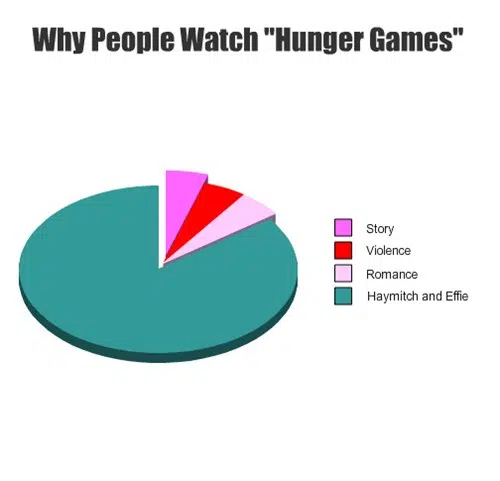 Why People Watch "Hunger Games"
Story
Violence
Romance
Haymitch and Effie